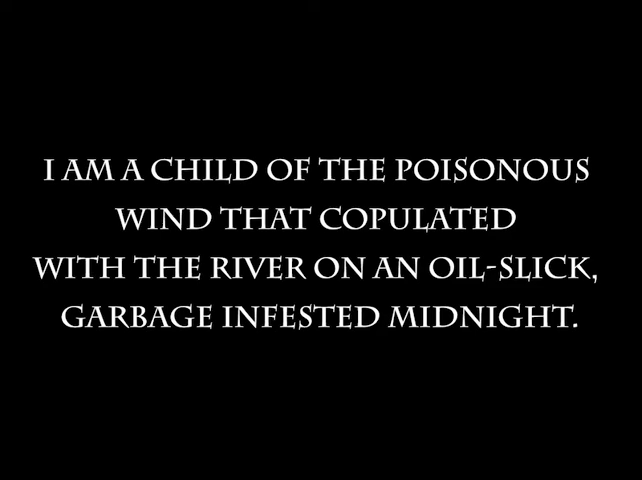 I AM A CHILD OF THE POISONOUS
WIND THAT COPULATED
WITH THE RIVER ON AN OIL-SLICK,
GARBAGE INFESTED MIDNIGHT.